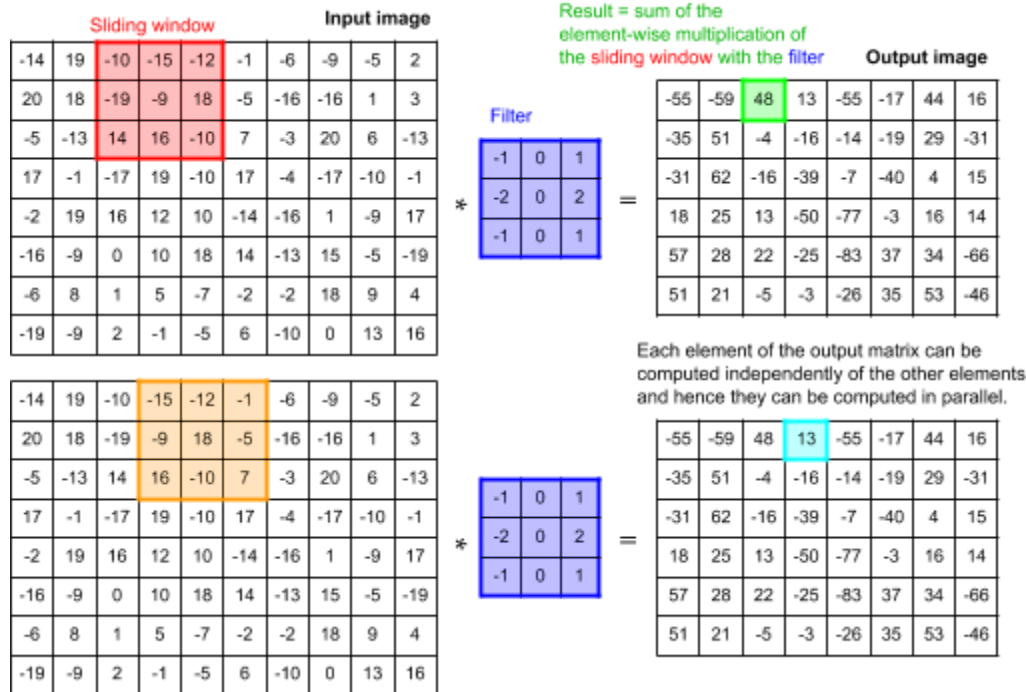 Sliding window
Input image
Result = sum of the
element-wise multiplication of
the sliding window with the filter
Output image
-14 19 -10 -15 -12 -1 -6 -9 -5 2
20 18 -19 -9 18 -5 -16 -16 1 3
-5 -13 14 16 -10 7 -3 20 6 -13
17 -1 -17 19 -10 17 -4 -17 -10 -1
-2 19 16 12 10 -14 -16 1 -9 17
-16 -9 0 10 18 14 -13 15 -5 -19
-6 8 1 5 -7 -2 -2 18 9 4
-19 -9 2 -1 -5 6 -10 0 13 16
*
Filter
-1 0 1
-2 0 2
-1 0 1
=
-55 -59 48 13 -55 -17 44 16
-35 51 -4 -16 -14 -19 29 -31
-31 62 -16 -39 -7 -40 4 15
18 25 13 -50 -77 -3 16 14
57 28 22 -25 -83 37 34 -66
51 21 -5 -3 -26 35 53 -46
Each element of the output matrix can be
computed independently of the other elements
and hence they can be computed in parallel.
-14 19 -10 -15 -12 -1 -6 -9 -5 2
20 18 -19 -9 18 -5 -16 -16 1 3
-5 -13 14 16 -10 7 -3 20 6 -13
17 -1 -17 19 -10 17 -4 -17 -10 -1
-2 19 16 12 10 -14 -16 1 -9 17
-16 -9 0 10 18 14 -13 15 -5 -19
-6 8 1 5 -7 -2 -2 18 9 4
-19 -9 2 -1 -5 6 -10 0 13 16
*
-1 0 1
-2 0 2
-1 0 1
=
-55 -59 48 13 -55 -17 44 16
-35 51 -4 -16 -14 -19 29 -31
-31 62 -16 -39 -7 -40 4 15
18 25 13 -50 -77 -3 16 14
57 28 22 -25 -83 37 34 -66
51 21 -5 -3 -26 35 53 -46